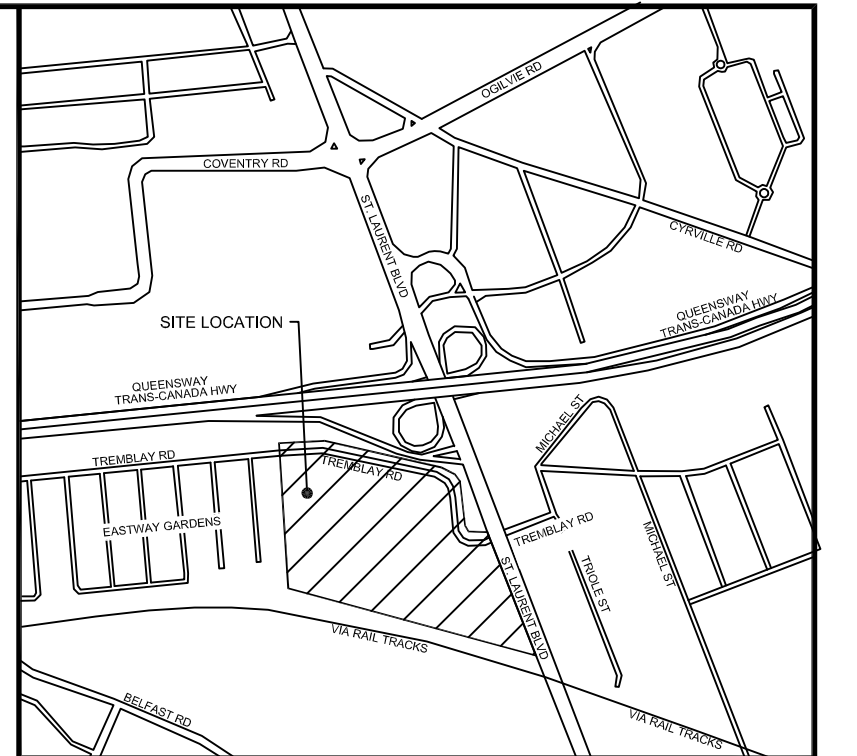 OGILVIE RD
COVENTRY RD
ST. LAURENT BLVD
CYRVILLE RD
QUEENSWAY
TRANS-CANADA HWY
SITE LOCATION
QUEENSWAY
TRANS-CANADA HWY
MICHAEL ST
TREMBLAY RD
TREMBLAY RD
EASTWAY GARDENS
TREMBLAY RD
MICHAEL ST
ST. LAURENT BLVD
TRIOLE ST
VIA RAIL TRACKS
BELFAST RD
VIA RAIL TRACKS